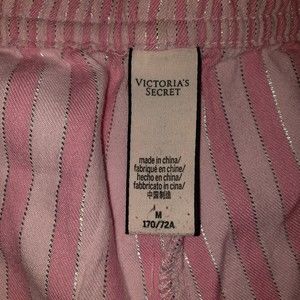 VICTORIA'S
SECRET
made in china/
fabriqué en chine/
hecho en china/
fabbricato in cina/
中国制造
M
170/72A